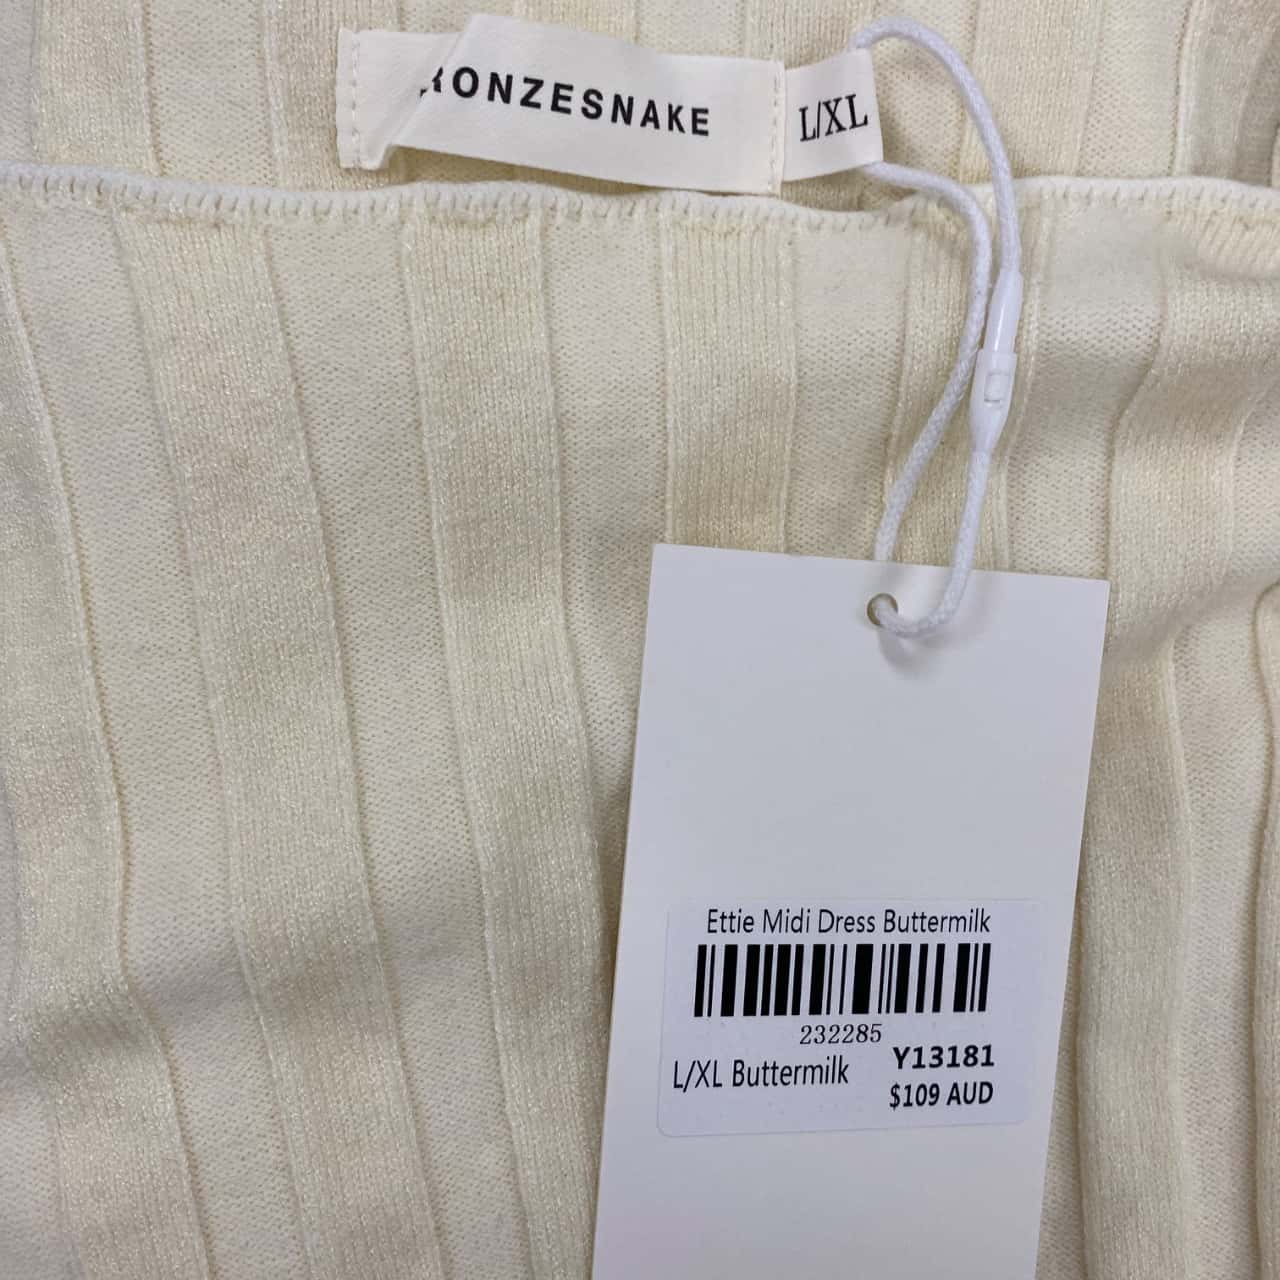 RONZESNAKE
L/XL
Ettie Midi Dress Buttermilk
232285
L/XL Buttermilk
Y13181
$109 AUD